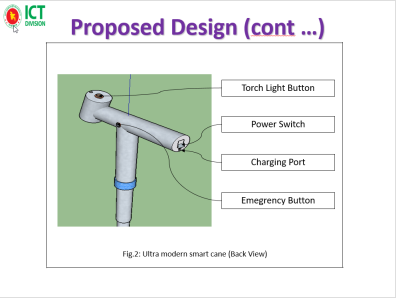 ICT
DIVISION
Proposed Design (cont …)
Torch Light Button
Power Switch
Charging Port
Emegrency Button
Fig.2: Ultra modern smart cane (Back View)